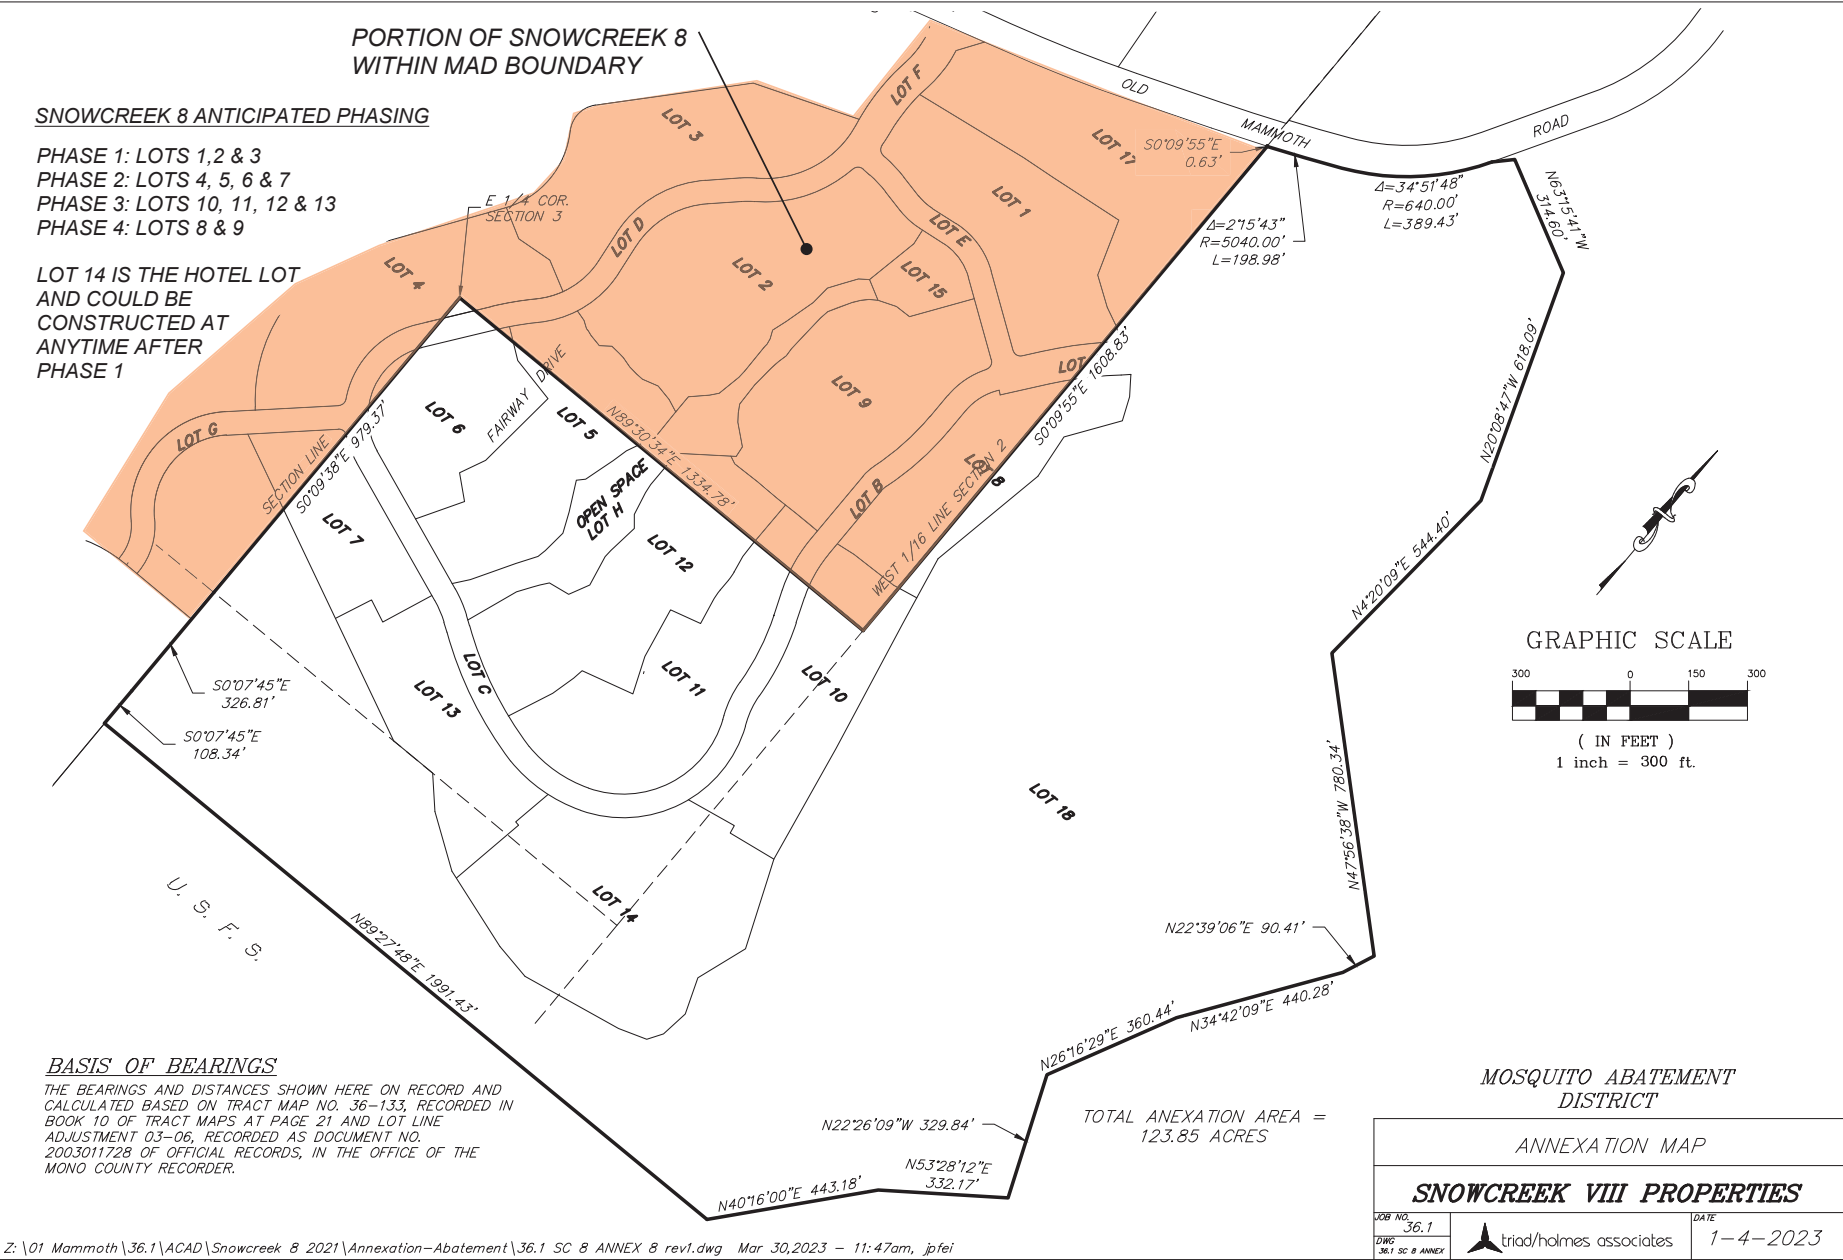 PORTION OF SNOWCREEK 8
WITHIN MAD BOUNDARY
SNOWCREEK 8 ANTICIPATED PHASING
PHASE 1: LOTS 1,2 & 3
PHASE 2: LOTS 4, 5, 6 & 7
PHASE 3: LOTS 10, 11, 12 & 13
PHASE 4: LOTS 8 & 9
LOT 14 IS THE HOTEL LOT
AND COULD BE
CONSTRUCTED AT
ANYTIME AFTER
PHASE 1
LOT 3
LOT F
OLD
MAMMOTH
ROAD
LOT 17
S0°09'55"E
0.63'
LOT 1
Δ=34°51'48"
R=640.00'
L=389.43'
N63°15'41"W
314.60'
Δ=2°15'43"
R=5040.00'
L=198.98'
E 1/4 COR.
SECTION 3
LOT D
LOT E
LOT 4
LOT 2
LOT 15
LOT 9
LOT
S0°09'55"E 1608.83'
N20°08'47"W 618.09'
FAIRWAY DRIVE
LOT 6
LOT 5
N89°30'34"E 1334.78'
LOT G
SECTION LINE
S0°09'38"E 979.37'
LOT 7
OPEN SPACE
LOT H
LOT 12
LOT B
LOT 8
WEST 1/16 LINE SECTION 2
N4°20'09"E 544.40'
LOT C
LOT 13
LOT 11
LOT 10
S0°07'45"E
326.81'
S0°07'45"E
108.34'
GRAPHIC SCALE
300 0 150 300
( IN FEET )
1 inch = 300 ft.
N47°56'38"W 780.34'
LOT 18
LOT 14
U. S. F. S.
N89°27'48"E 1991.43'
N22°39'06"E 90.41'
N34°42'09"E 440.28'
N26°16'29"E 360.44'
N22°26'09"W 329.84'
N53°28'12"E
332.17'
N40°16'00"E 443.18'
TOTAL ANEXATION AREA =
123.85 ACRES
BASIS OF BEARINGS
THE BEARINGS AND DISTANCES SHOWN HERE ON RECORD AND
CALCULATED BASED ON TRACT MAP NO. 36-133, RECORDED IN
BOOK 10 OF TRACT MAPS AT PAGE 21 AND LOT LINE
ADJUSTMENT 03-06, RECORDED AS DOCUMENT NO.
2003011728 OF OFFICIAL RECORDS, IN THE OFFICE OF THE
MONO COUNTY RECORDER.
MOSQUITO ABATEMENT
DISTRICT
ANNEXATION MAP
SNOWCREEK VIII PROPERTIES
JOB NO.
36.1
DWG
36.1 SC 8 ANNEX
triad/holmes associates
DATE
1-4-2023
Z: \01 Mammoth\36.1\ACAD\Snowcreek 8 2021\Annexation-Abatement\36.1 SC 8 ANNEX 8 rev1.dwg Mar 30,2023 - 11:47am, jpfei